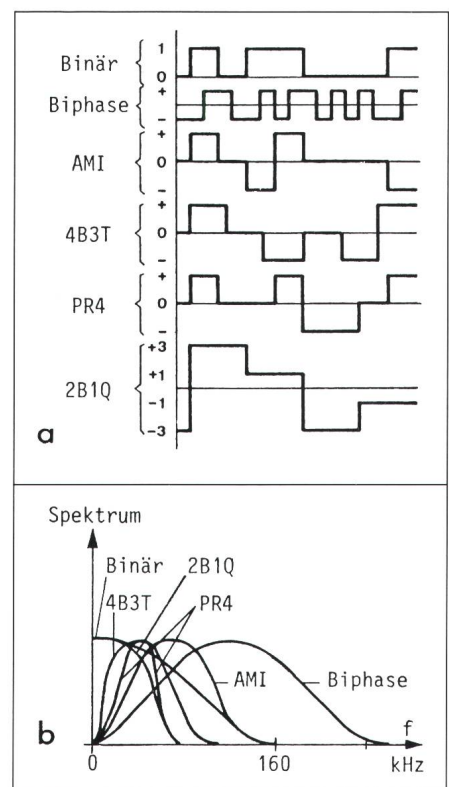 Binär 1
0
Biphase +
-
AMI +
0
-
4B3T +
0
-
PR4 +
0
-
2B1Q +3
+1
-1
-3
a
Spektrum
Binär 2B1Q
4B3T PR4
AMI Biphase
b f
0 160 kHz